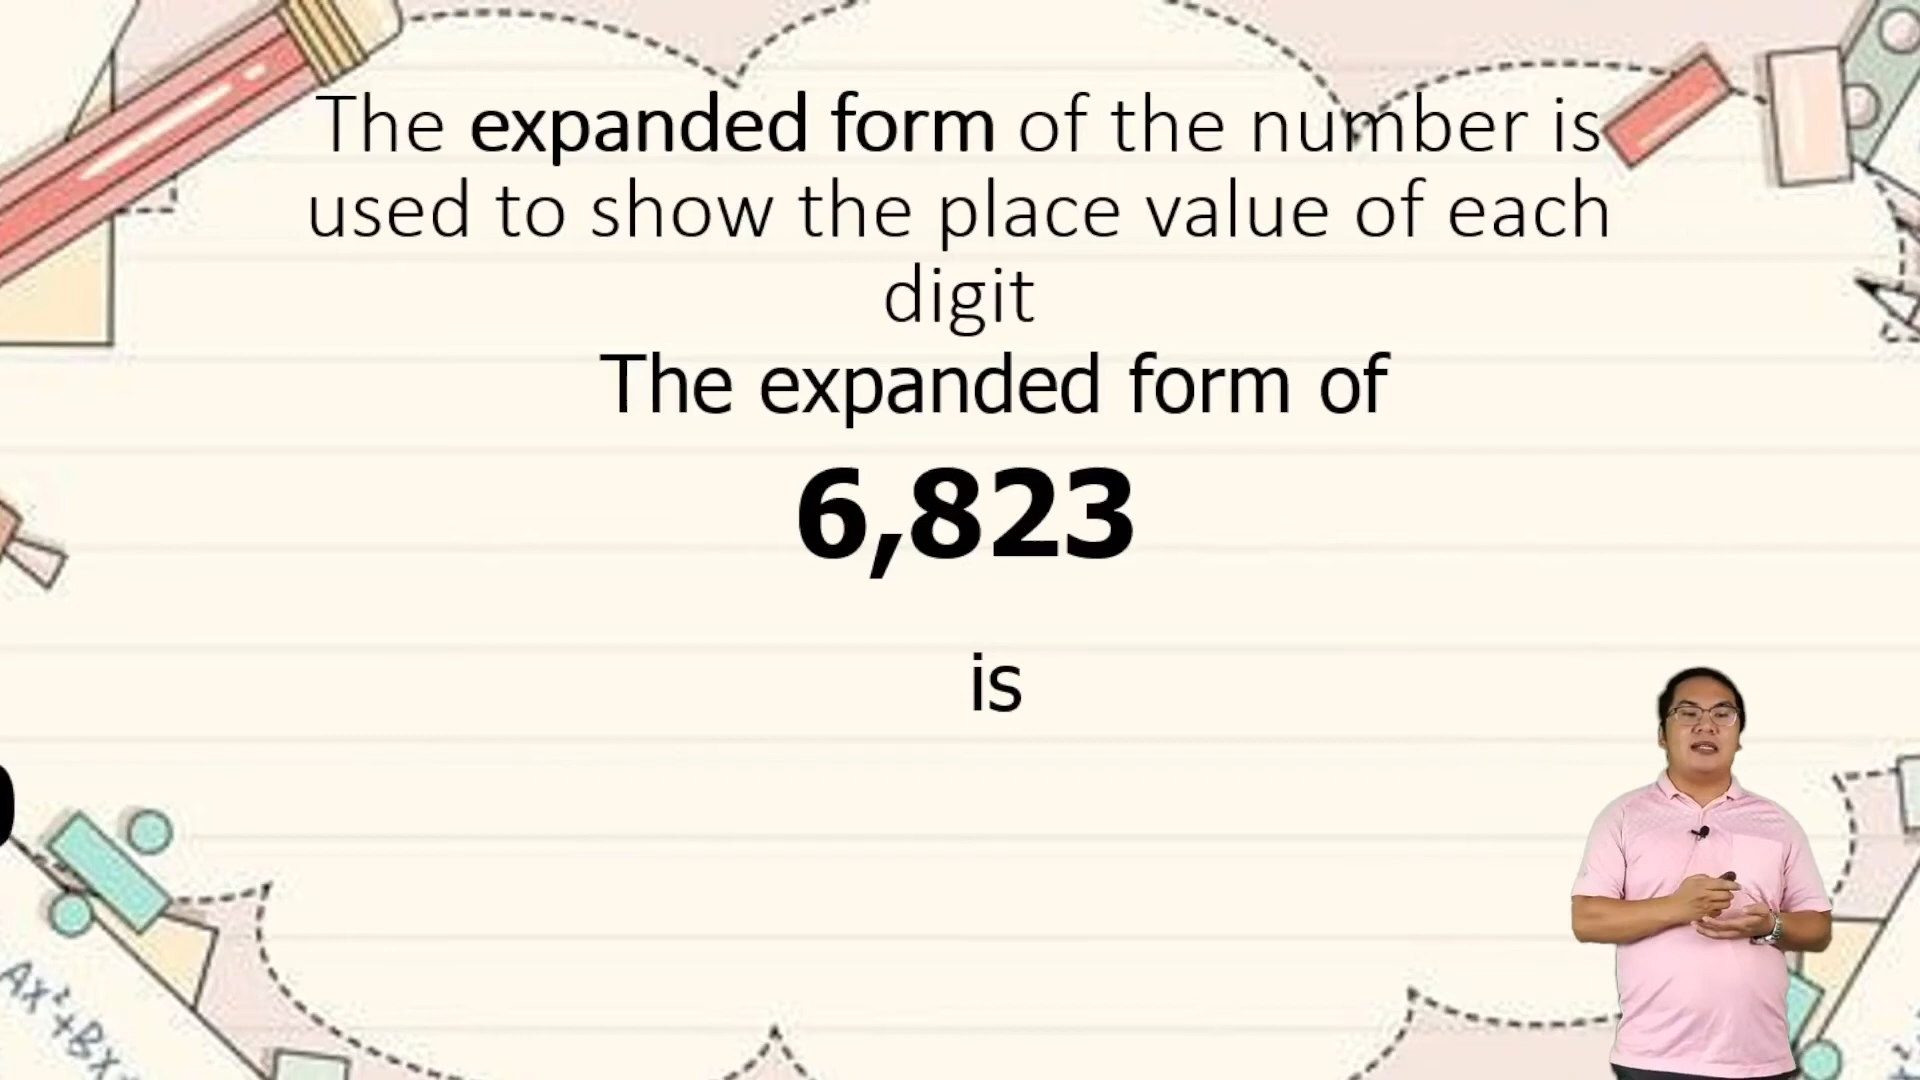 The expanded form of the number is
used to show the place value of each
digit
The expanded form of
6,823
is